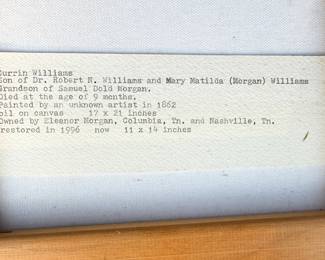 Currin Williams
Son of Dr. Robert N. Williams and Mary Matilda (Morgan) Williams
Grandson of Samuel Dold Morgan.
Died at the age of 9 months.
Painted by an unknown artist in 1862
oil on canvas 17 x 21 inches
Owned by Eleanor Morgan, Columbia, Tn. and Nashville, Tn.
restored in 1996 now 11 x 14 inches